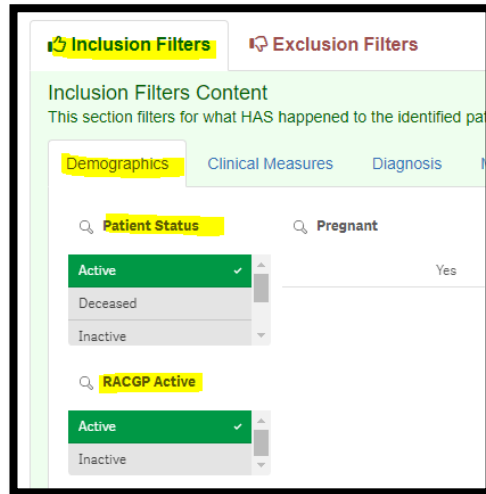 Inclusion Filters
Exclusion Filters
Inclusion Filters Content
This section filters for what HAS happened to the identified
Demographics
Clinical Measures
Diagnosis
Patient Status
Pregnant
Active
Yes
Deceased
Inactive
RACGP Active
Active
Inactive